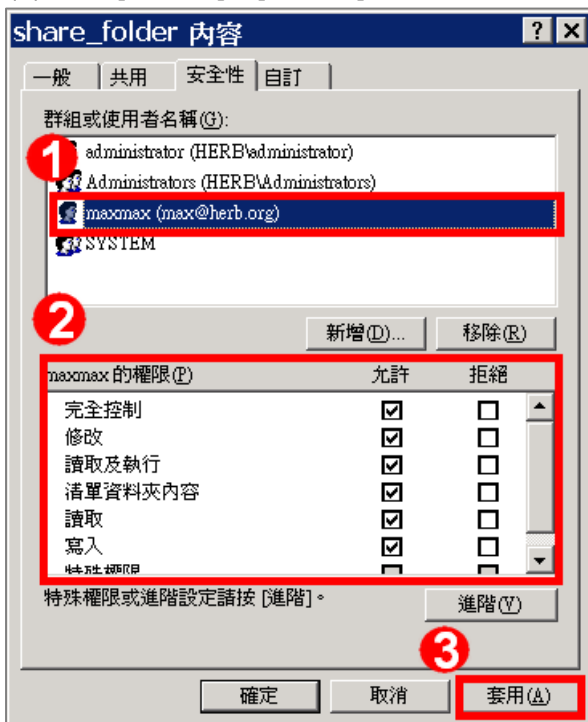 share_folder 內容
一般 共用 安全性 自訂
群組或使用者名稱(G):
1
administrator (HERB\administrator)
Administrators (HERB\Administrators)
maxmax (max@herb.org)
SYSTEM
2
新增(D)... 移除(R)
maxmax 的權限(P) 允許 拒絕
完全控制
修改
讀取及執行
清單資料夾內容
讀取
寫入
特殊權限
特殊權限或進階設定請按 [進階]。
進階(V)
3
確定 取消 套用(A)